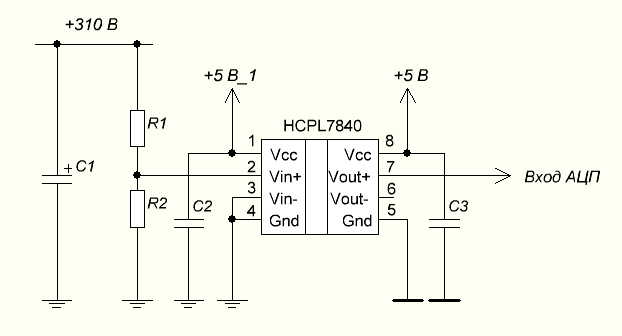 +310 В
+5 В_1
+5 В
HCPL7840
R1
1
8
Vcc
Vcc
+
C1
2
7
Vin+
Vout+
Вход АЦП
3
6
Vin-
Vout-
R2
C2
4
5
Gnd
Gnd
C3